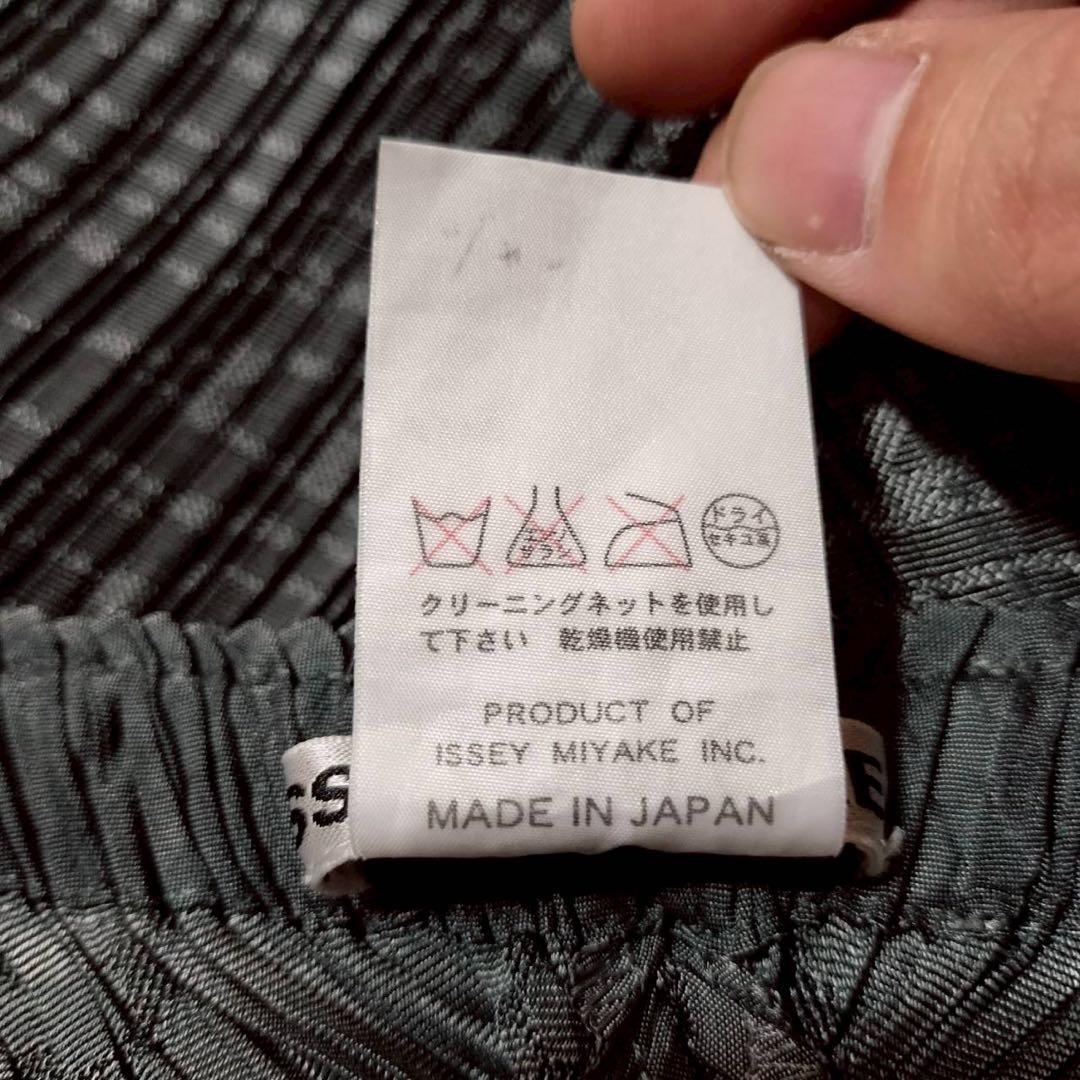 ドライ
セキユ系
クリーニングネットを使用し
て下さい 乾燥機使用禁止
PRODUCT OF
ISSEY MIYAKE INC.
MADE IN JAPAN
SS
E